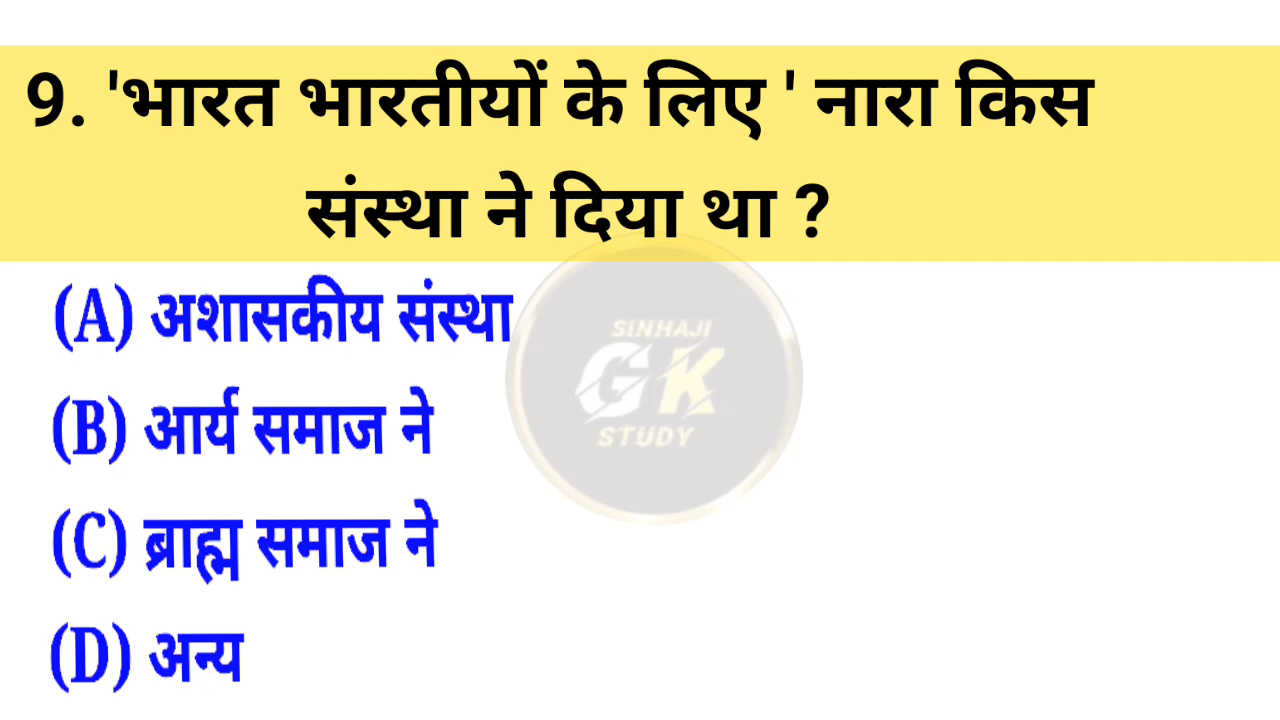 9. 'भारत भारतीयों के लिए ' नारा किस
संस्था ने दिया था ?
(A) अशासकीय संस्था
(B) आर्य समाज ने
(C) ब्राह्म समाज ने
(D) अन्य
SINHAJI
GK
STUDY